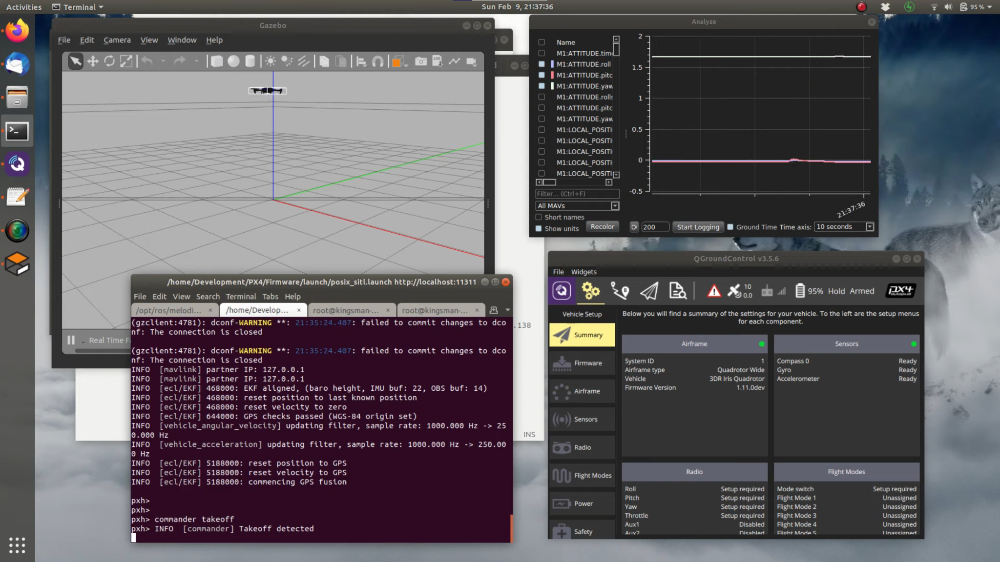 Activities
Terminal
Sun Feb 9, 21:37:36
95%
Gazebo
File Edit Camera View Window Help
LOG
Real Time Fa
Analyze
Name
M1:ATTITUDE.time
M1:ATTITUDE.roll
M1:ATTITUDE.pitc
M1:ATTITUDE.yaw
M1:ATTITUDE.rolls
M1:ATTITUDE.pitc
M1:ATTITUDE.yaw
M1:LOCAL_POSITI
M1:LOCAL_POSITI
M1:LOCAL_POSITI
M1:LOCAL_POSITI
M1:LOCAL_POSITI
Filter... (Ctrl+F)
All MAVs
Short names
Show units
Recolor
2
1.5
1
0.5
0
-0.5
21:37:36
200
Start Logging
Ground Time
Time axis:
10 seconds
.138
INS
/home/Development/PX4/Firmware/launch/posix_sitl.launch http://localhost:11311
File Edit View Search Terminal Tabs Help
/opt/ros/melodi... × /home/Develop... × root@kingsman-... × root@kingsman-... ×
(gzclient:4781): dconf-WARNING **: 21:35:24.407: failed to commit changes to dco
nf: The connection is closed
(gzclient:4781): dconf-WARNING **: 21:35:24.407: failed to commit changes to dco
nf: The connection is closed
INFO [mavlink] partner IP: 127.0.0.1
INFO [mavlink] partner IP: 127.0.0.1
INFO [ecl/EKF] 468000: EKF aligned, (baro height, IMU buf: 22, OBS buf: 14)
INFO [ecl/EKF] 468000: reset position to last known position
INFO [ecl/EKF] 468000: reset velocity to zero
INFO [ecl/EKF] 644000: GPS checks passed (WGS-84 origin set)
INFO [vehicle_angular_velocity] updating filter, sample rate: 1000.000 Hz -> 25
0.000 Hz
INFO [vehicle_acceleration] updating filter, sample rate: 1000.000 Hz -> 250.00
0 Hz
INFO [ecl/EKF] 5188000: reset position to GPS
INFO [ecl/EKF] 5188000: reset velocity to GPS
INFO [ecl/EKF] 5188000: commencing GPS fusion
pxh>
pxh>
pxh> commander takeoff
pxh> INFO [commander] Takeoff detected
QGroundControl v3.5.6
File Widgets
10
0.0
95% Hold Armed
PX4
autopilot
Vehicle Setup
Summary
Firmware
Airframe
Sensors
Radio
Flight Modes
Power
Safety
Below you will find a summary of the settings for your vehicle. To the left are the setup menus
for each component.
Airframe
System ID 1
Airframe type Quadrotor Wide
Vehicle 3DR Iris Quadrotor
Firmware Version 1.11.0dev
Sensors
Compass 0 Ready
Gyro Ready
Accelerometer Ready
Radio
Roll Setup required
Pitch Setup required
Yaw Setup required
Throttle Setup required
Aux1 Disabled
Aux2 Disabled
Flight Modes
Mode switch Setup required
Flight Mode 1 Unassigned
Flight Mode 2 Unassigned
Flight Mode 3 Unassigned
Flight Mode 4 Unassigned
Flight Mode 5 Unassigned